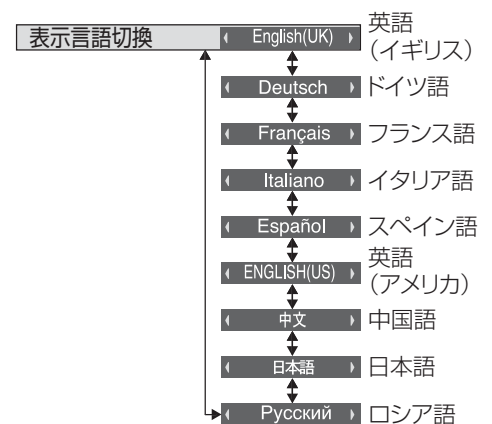 表示言語切換
English(UK)
英語
(イギリス)
Deutsch
ドイツ語
Français
フランス語
Italiano
イタリア語
Español
スペイン語
ENGLISH(US)
英語
(アメリカ)
中文
中国語
日本語
日本語
Русский
ロシア語